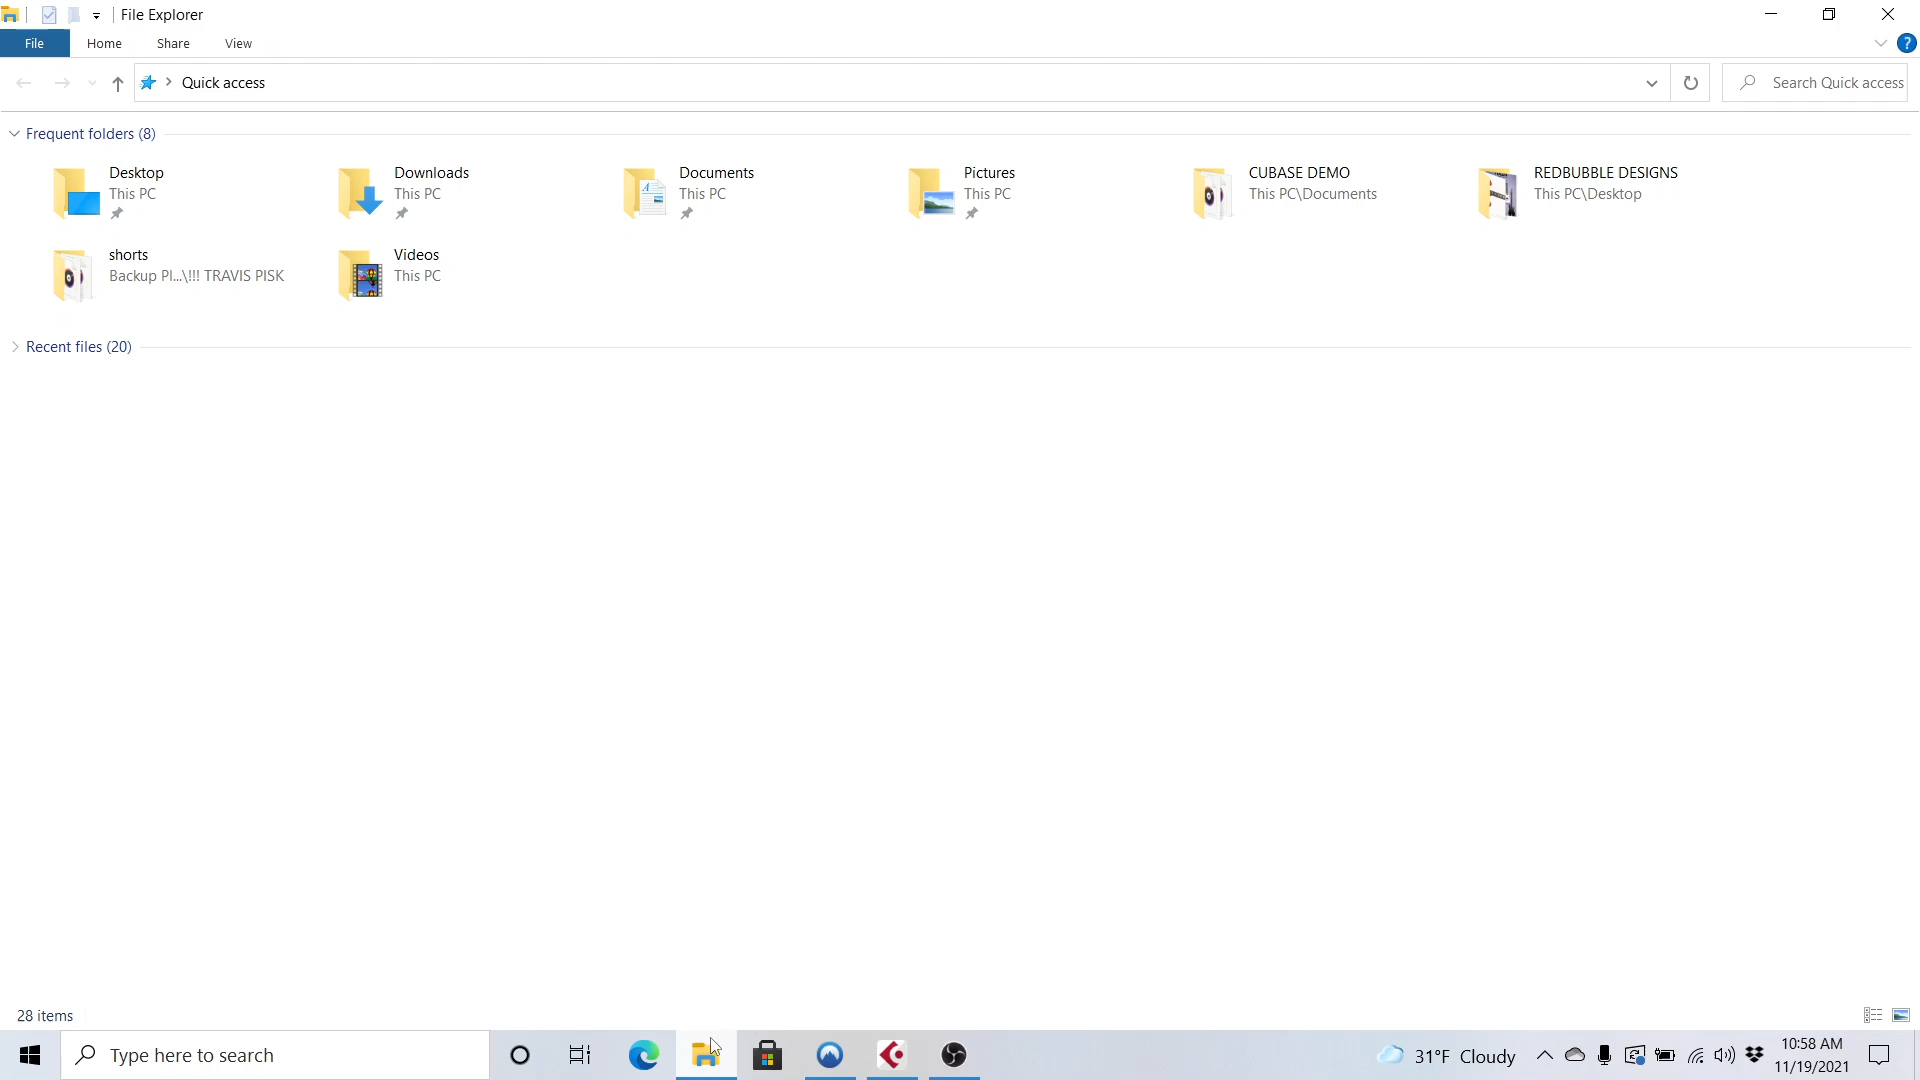 File Explorer
File Home Share View
?
Quick access
Search Quick access
Frequent folders (8)
Desktop
This PC
Downloads
This PC
Documents
This PC
Pictures
This PC
CUBASE DEMO
This PC\Documents
REDBUBBLE DESIGNS
This PC\Desktop
shorts
Backup Pl...\!!! TRAVIS PISK
Videos
This PC
Recent files (20)
28 items
Type here to search
31°F Cloudy
10:58 AM
11/19/2021